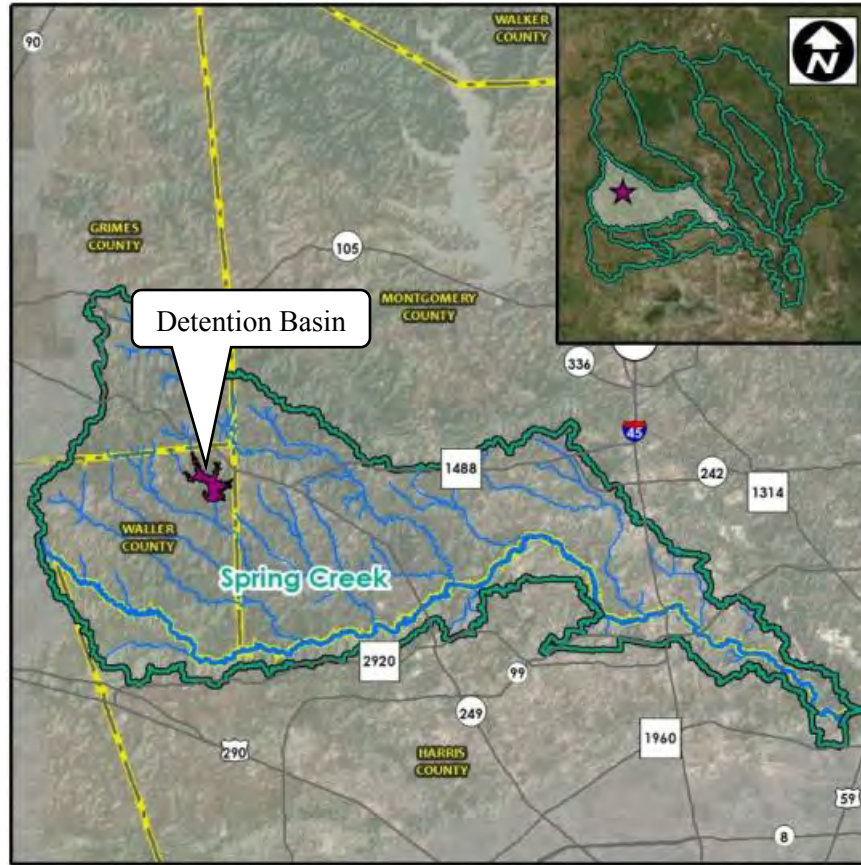 90
WALKER
COUNTY
N
GRIMES
COUNTY
105
MONTGOMERY
COUNTY
Detention Basin
336
45
1488
242
1314
WALLER
COUNTY
Spring Creek
2920
99
249
290
1960
HARRIS
COUNTY
59
8